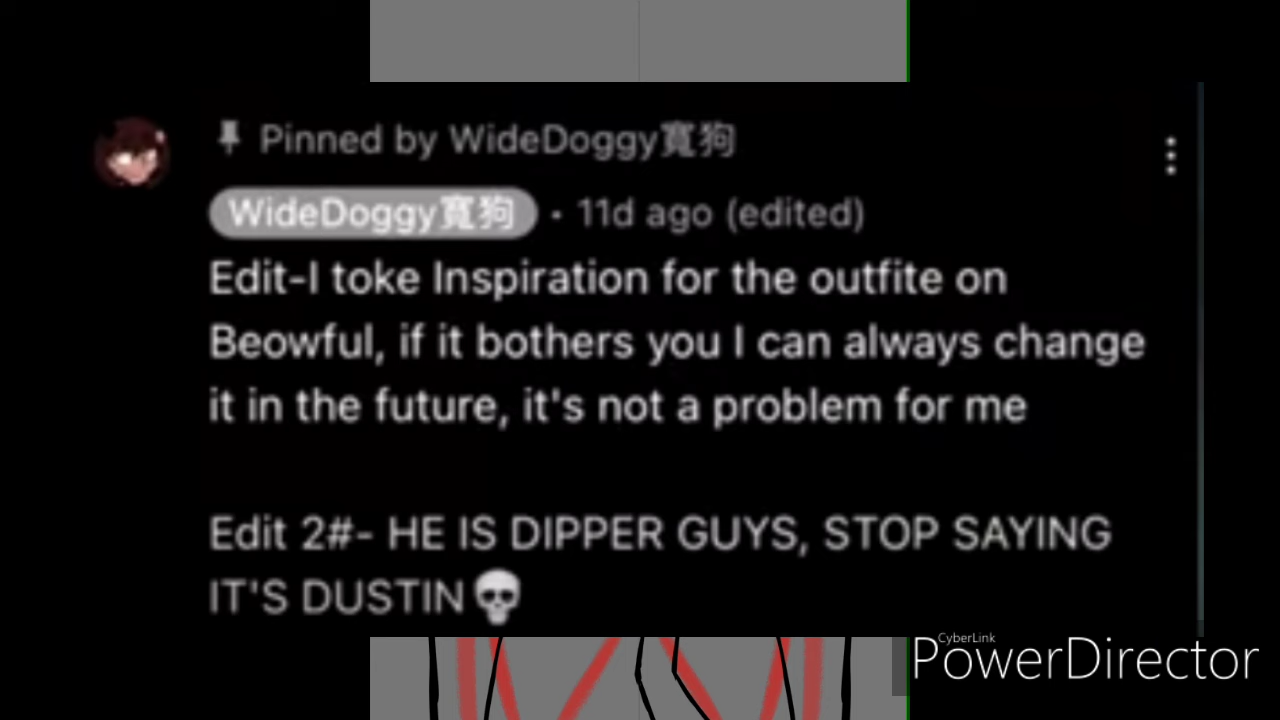 Pinned by WideDoggy寬狗
WideDoggy寬狗 · 11d ago (edited)
Edit-I toke Inspiration for the outfite on
Beowful, if it bothers you I can always change
it in the future, it's not a problem for me
Edit 2#- HE IS DIPPER GUYS, STOP SAYING
IT'S DUSTIN💀
CyberLink
PowerDirector